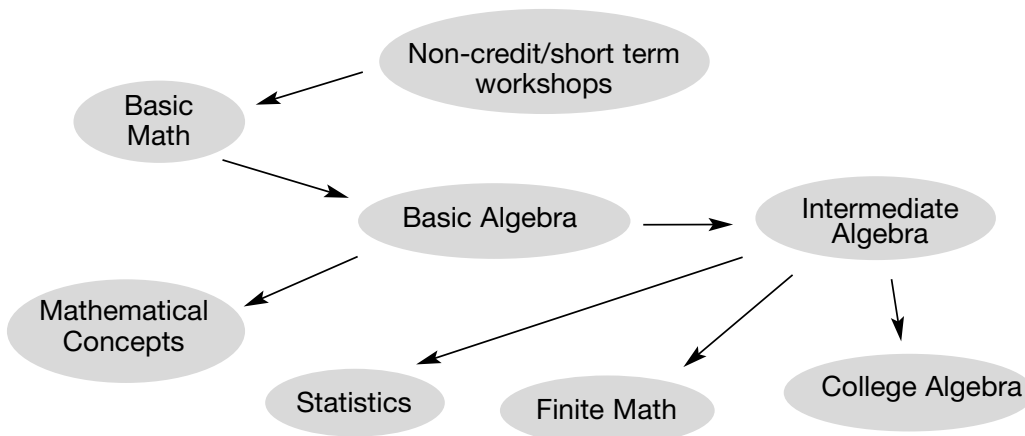 Non-credit/short term
workshops
Basic
Math
Basic Algebra
Intermediate
Algebra
Mathematical
Concepts
Statistics
Finite Math
College Algebra